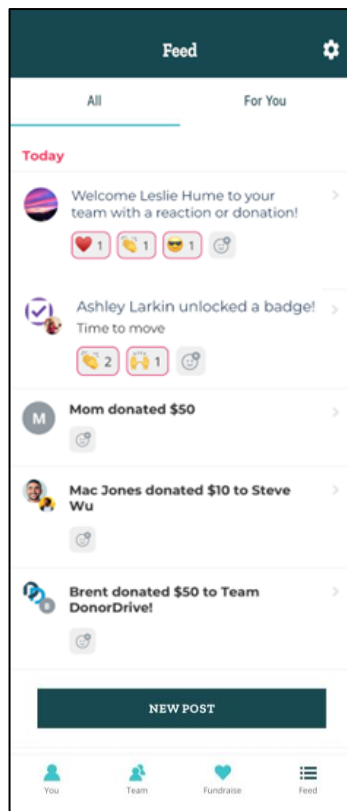 Feed
All For You
Today
Welcome Leslie Hume to your
team with a reaction or donation!
1 1 1
Ashley Larkin unlocked a badge!
Time to move
2 1
M
Mom donated $50
Mac Jones donated $10 to Steve
Wu
Brent donated $50 to Team
DonorDrive!
B
NEW POST
You Team Fundraise Feed